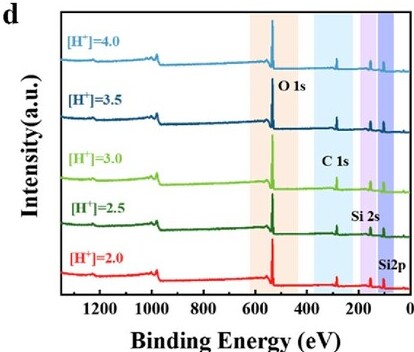 d
[H⁺]=4.0
O 1s
[H⁺]=3.5
C 1s
[H⁺]=3.0
Si 2s
[H⁺]=2.5
Si2p
[H⁺]=2.0
Intensity(a.u.)
1200 1000 800 600 400 200 0
Binding Energy (eV)